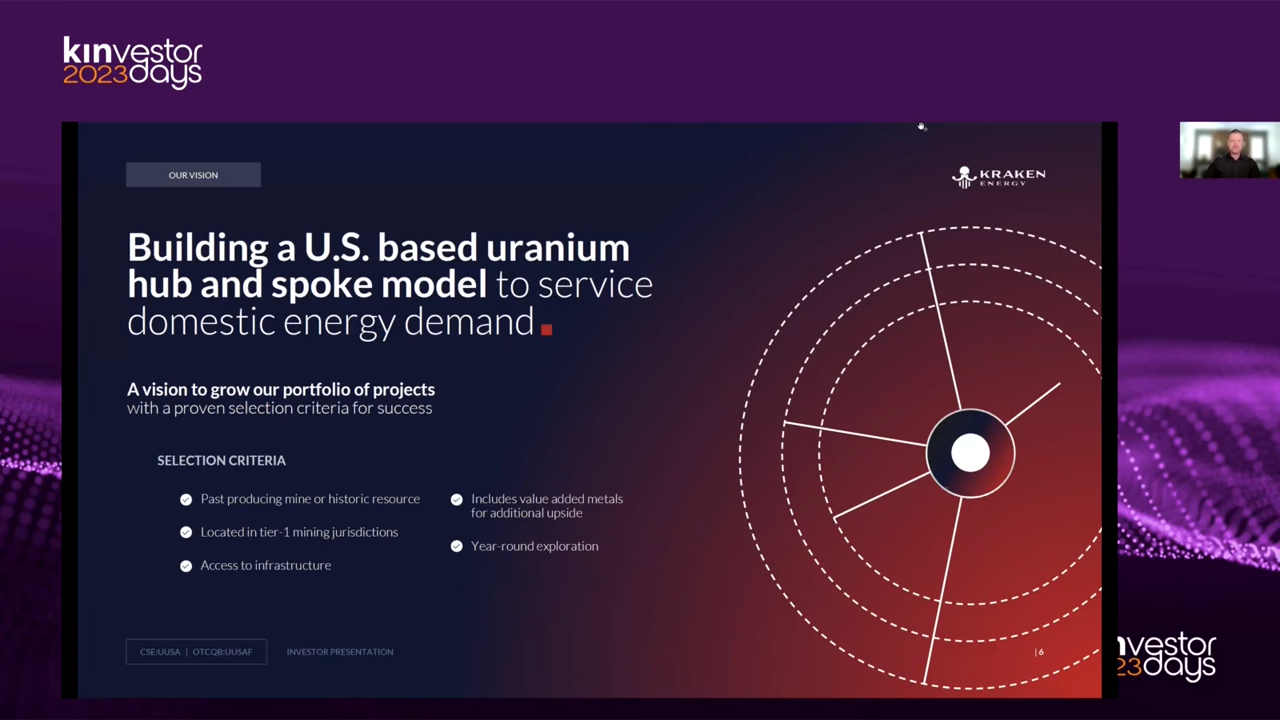 kinvestor
2023days
OUR VISION
KRAKEN
ENERGY
Building a U.S. based uranium
hub and spoke model to service
domestic energy demand
A vision to grow our portfolio of projects
with a proven selection criteria for success
SELECTION CRITERIA
Past producing mine or historic resource
Located in tier-1 mining jurisdictions
Access to infrastructure
Includes value added metals
for additional upside
Year-round exploration
CSE:UUSA | OTCQB:UUSAF
INVESTOR PRESENTATION
|6
nvestor
23days